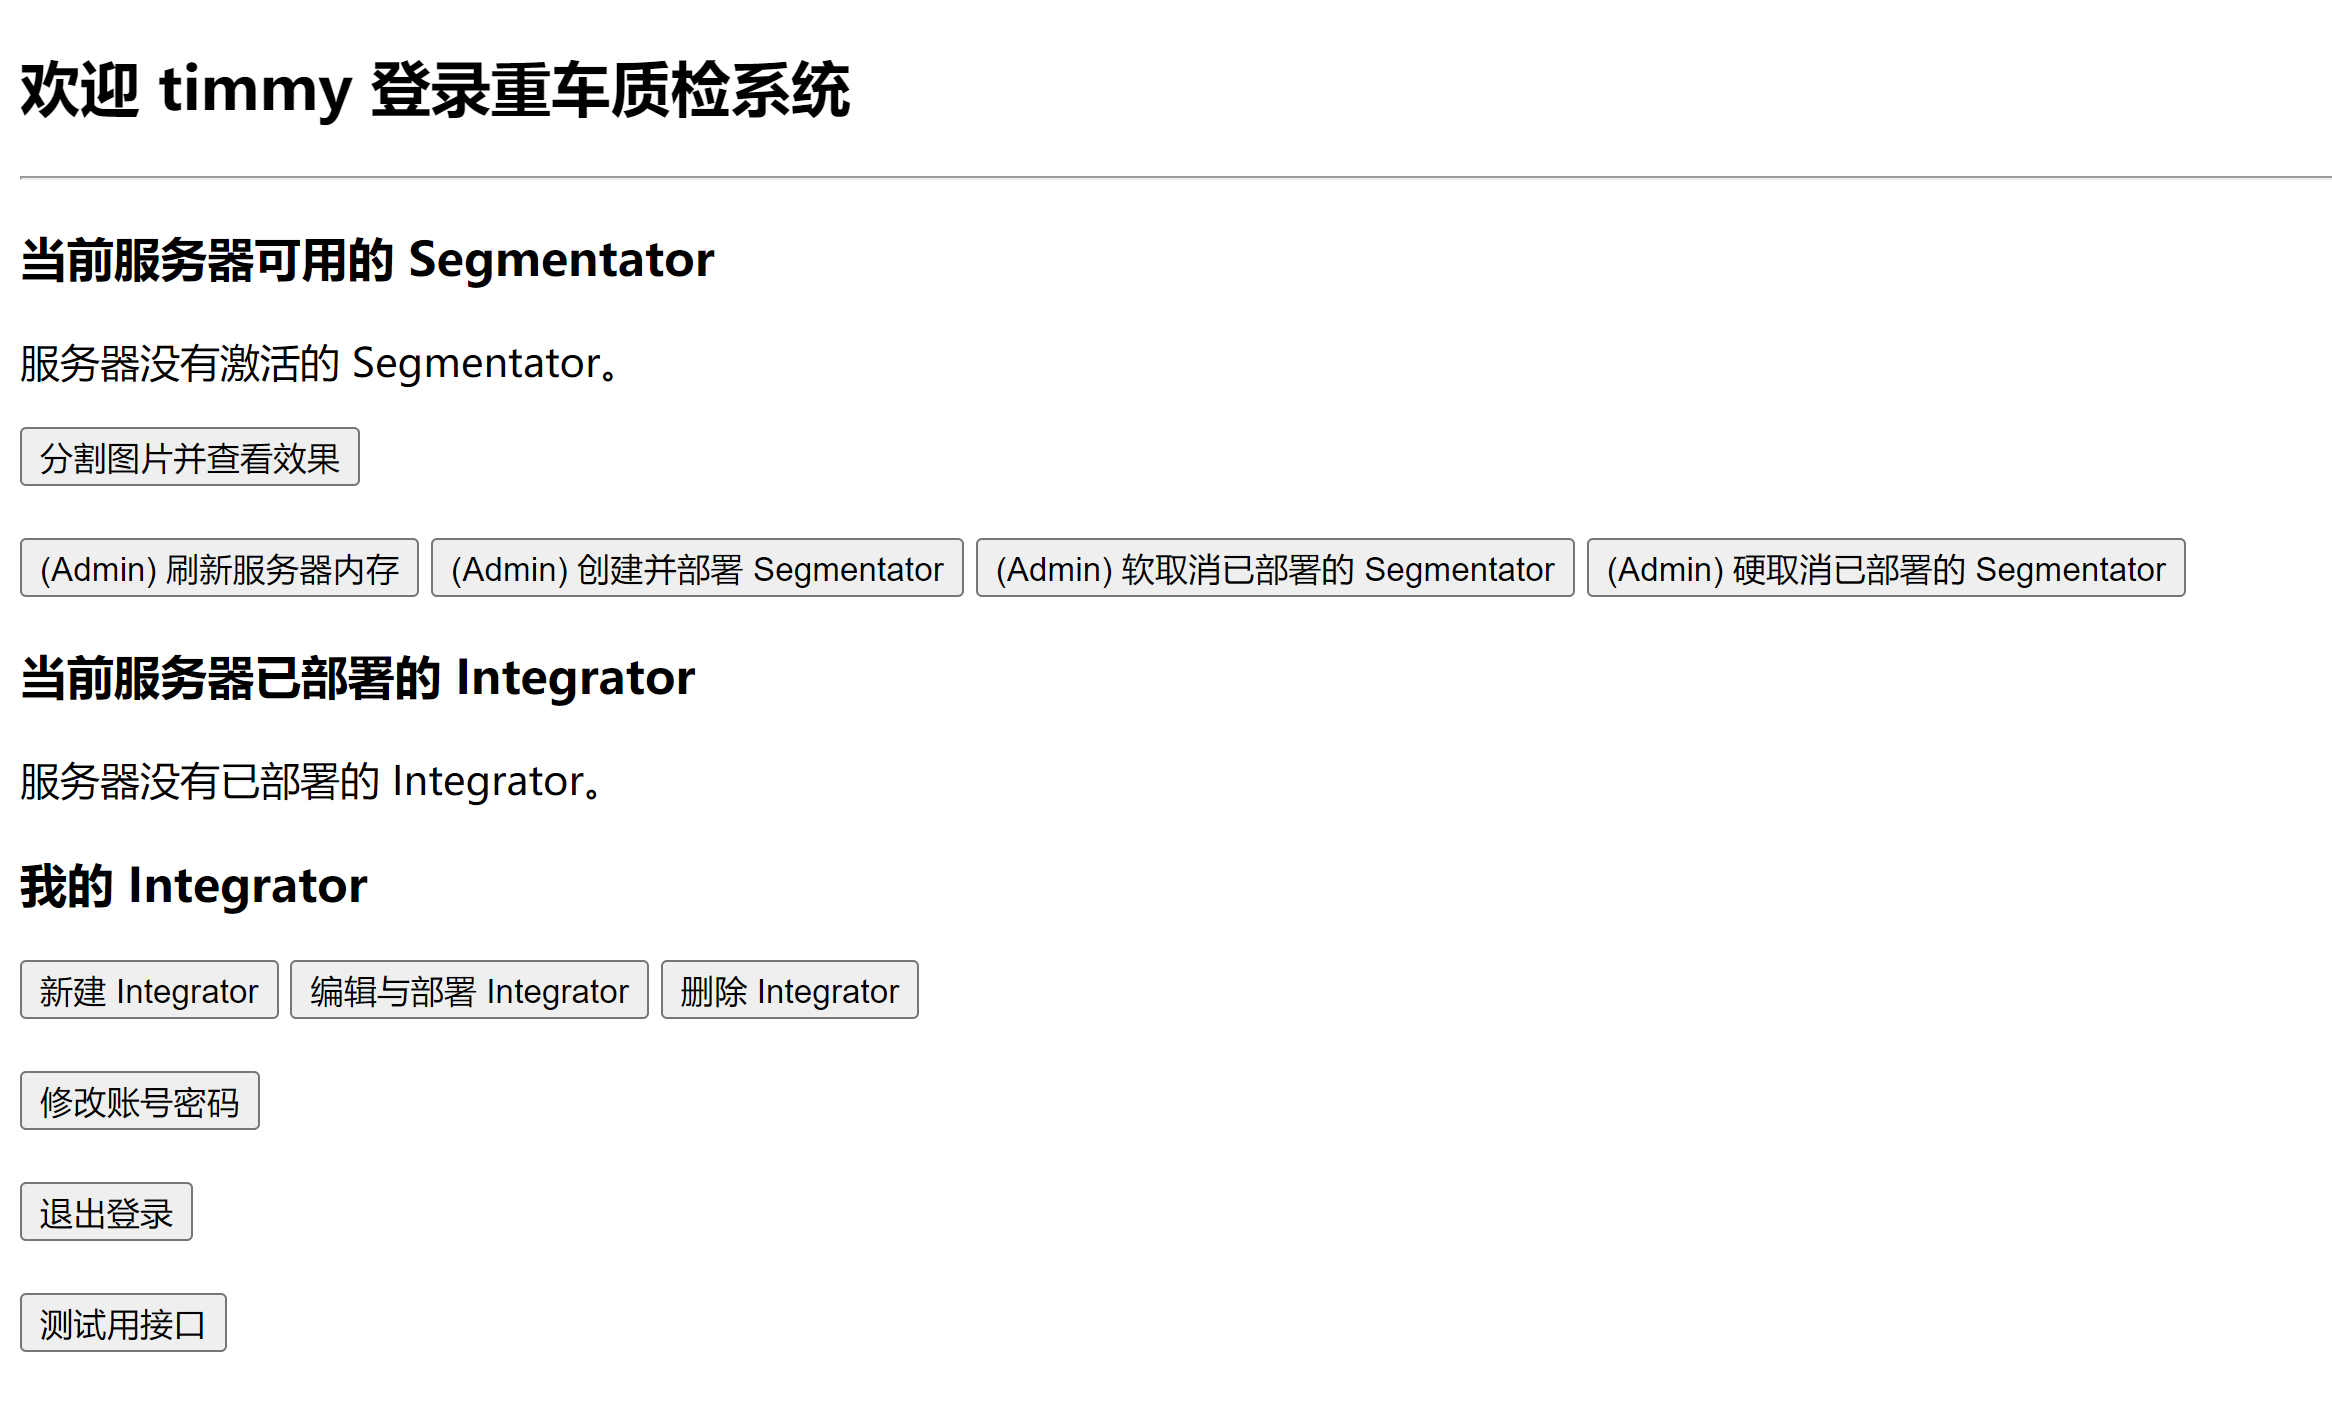 欢迎 timmy 登录重车质检系统
当前服务器可用的 Segmentator
服务器没有激活的 Segmentator。
分割图片并查看效果
(Admin) 刷新服务器内存 (Admin) 创建并部署 Segmentator (Admin) 软取消已部署的 Segmentator (Admin) 硬取消已部署的 Segmentator
当前服务器已部署的 Integrator
服务器没有已部署的 Integrator。
我的 Integrator
新建 Integrator 编辑与部署 Integrator 删除 Integrator
修改账号密码
退出登录
测试用接口